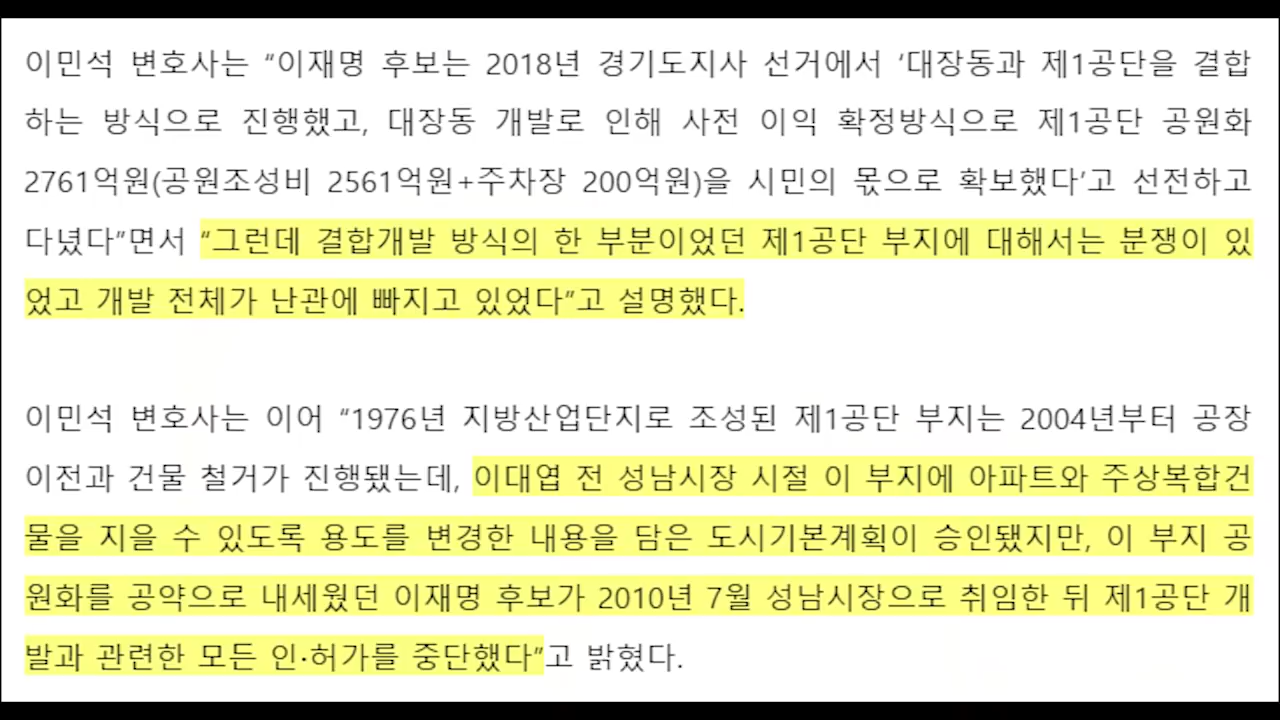 이민석 변호사는 “이재명 후보는 2018년 경기도지사 선거에서 ‘대장동과 제1공단을 결합
하는 방식으로 진행했고, 대장동 개발로 인해 사전 이익 확정방식으로 제1공단 공원화
2761억원(공원조성비 2561억원+주차장 200억원)을 시민의 몫으로 확보했다’고 선전하고
다녔다”면서 “그런데 결합개발 방식의 한 부분이었던 제1공단 부지에 대해서는 분쟁이 있
었고 개발 전체가 난관에 빠지고 있었다”고 설명했다.
이민석 변호사는 이어 “1976년 지방산업단지로 조성된 제1공단 부지는 2004년부터 공장
이전과 건물 철거가 진행됐는데, 이대엽 전 성남시장 시절 이 부지에 아파트와 주상복합건
물을 지을 수 있도록 용도를 변경한 내용을 담은 도시기본계획이 승인됐지만, 이 부지 공
원화를 공약으로 내세웠던 이재명 후보가 2010년 7월 성남시장으로 취임한 뒤 제1공단 개
발과 관련한 모든 인·허가를 중단했다”고 밝혔다.